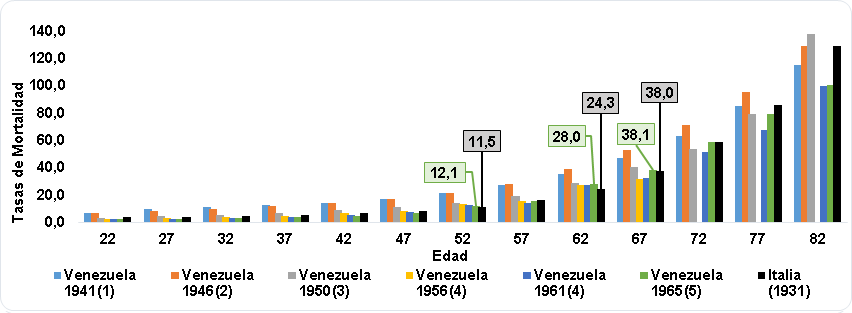 Tasas de Mortalidad
140,0
120,0
100,0
80,0
60,0
40,0
20,0
0,0
12,1
11,5
28,0
24,3
38,1
38,0
22 27 32 37 42 47 52 57 62 67 72 77 82
Edad
Venezuela 1941 (1)
Venezuela 1946 (2)
Venezuela 1950 (3)
Venezuela 1956 (4)
Venezuela 1961 (4)
Venezuela 1965 (5)
Italia (1931)